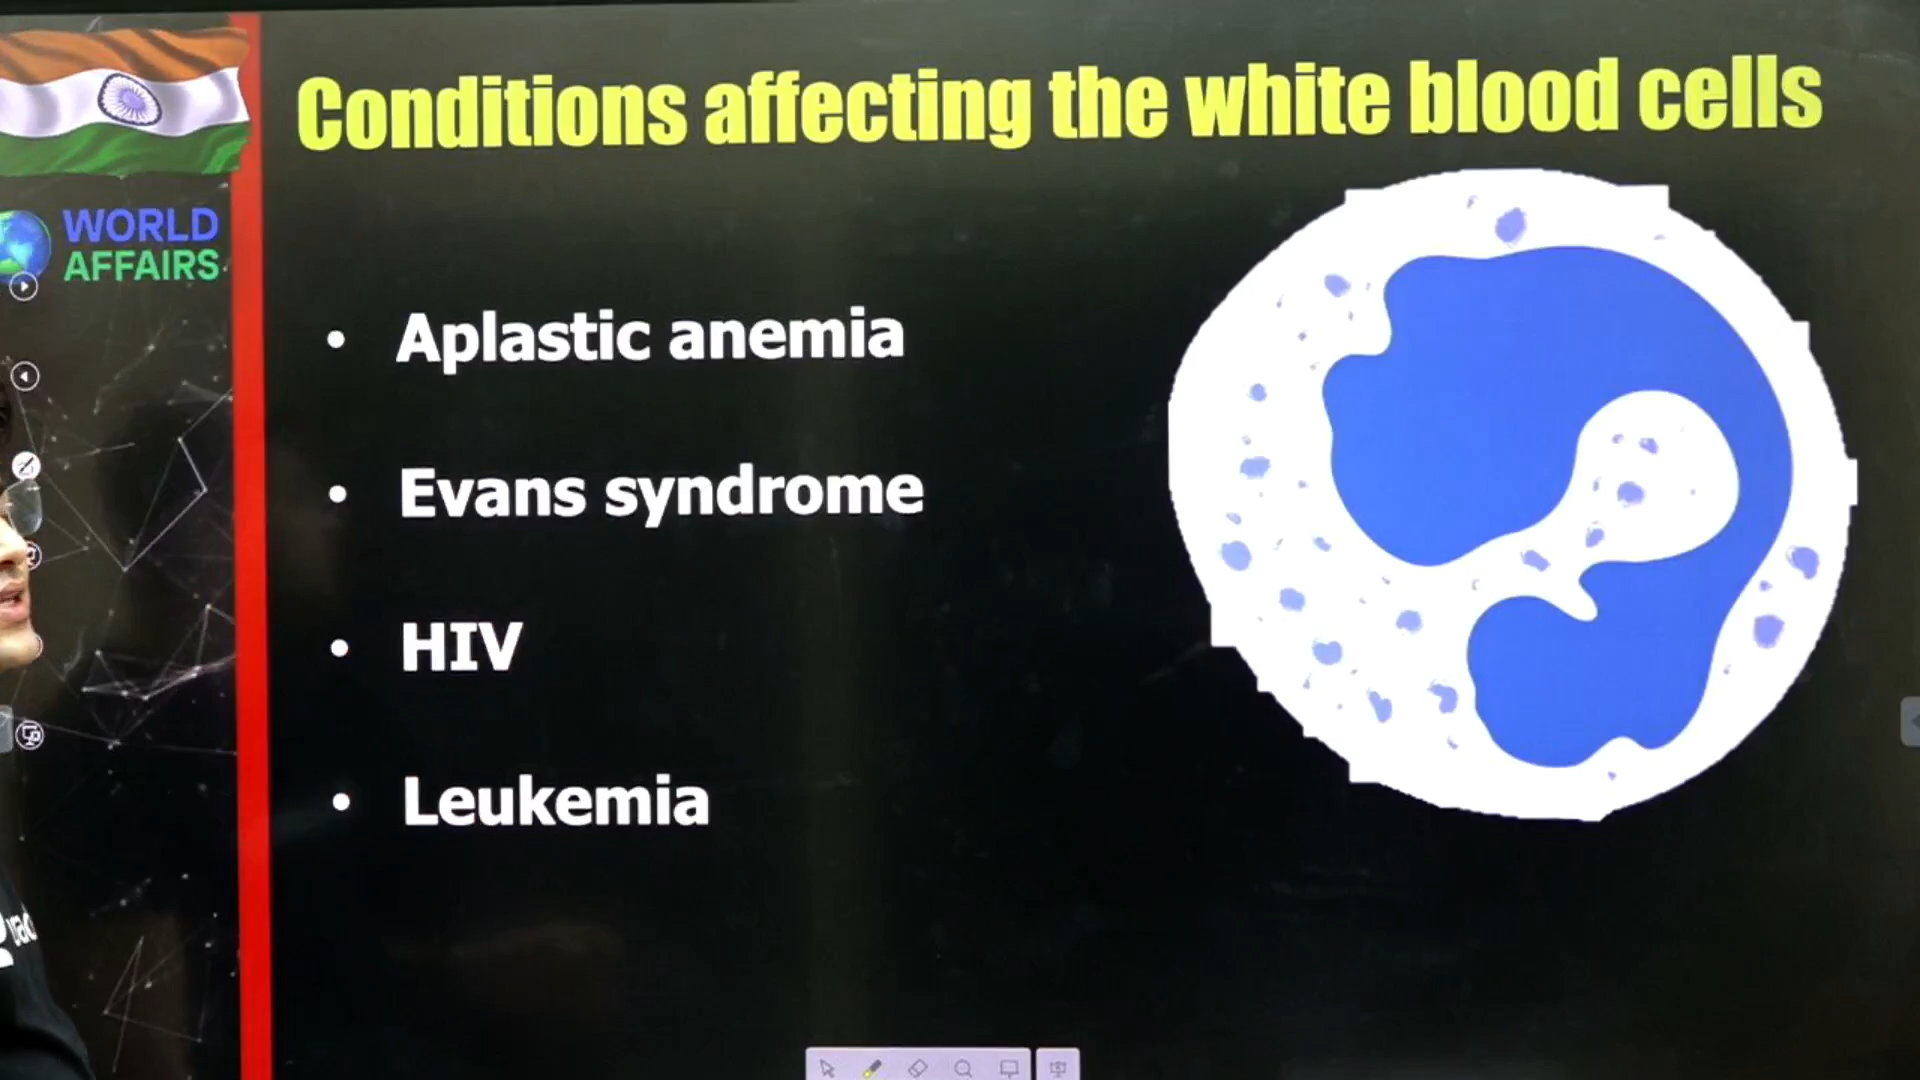 Conditions affecting the white blood cells
WORLD
AFFAIRS
• Aplastic anemia
• Evans syndrome
• HIV
• Leukemia